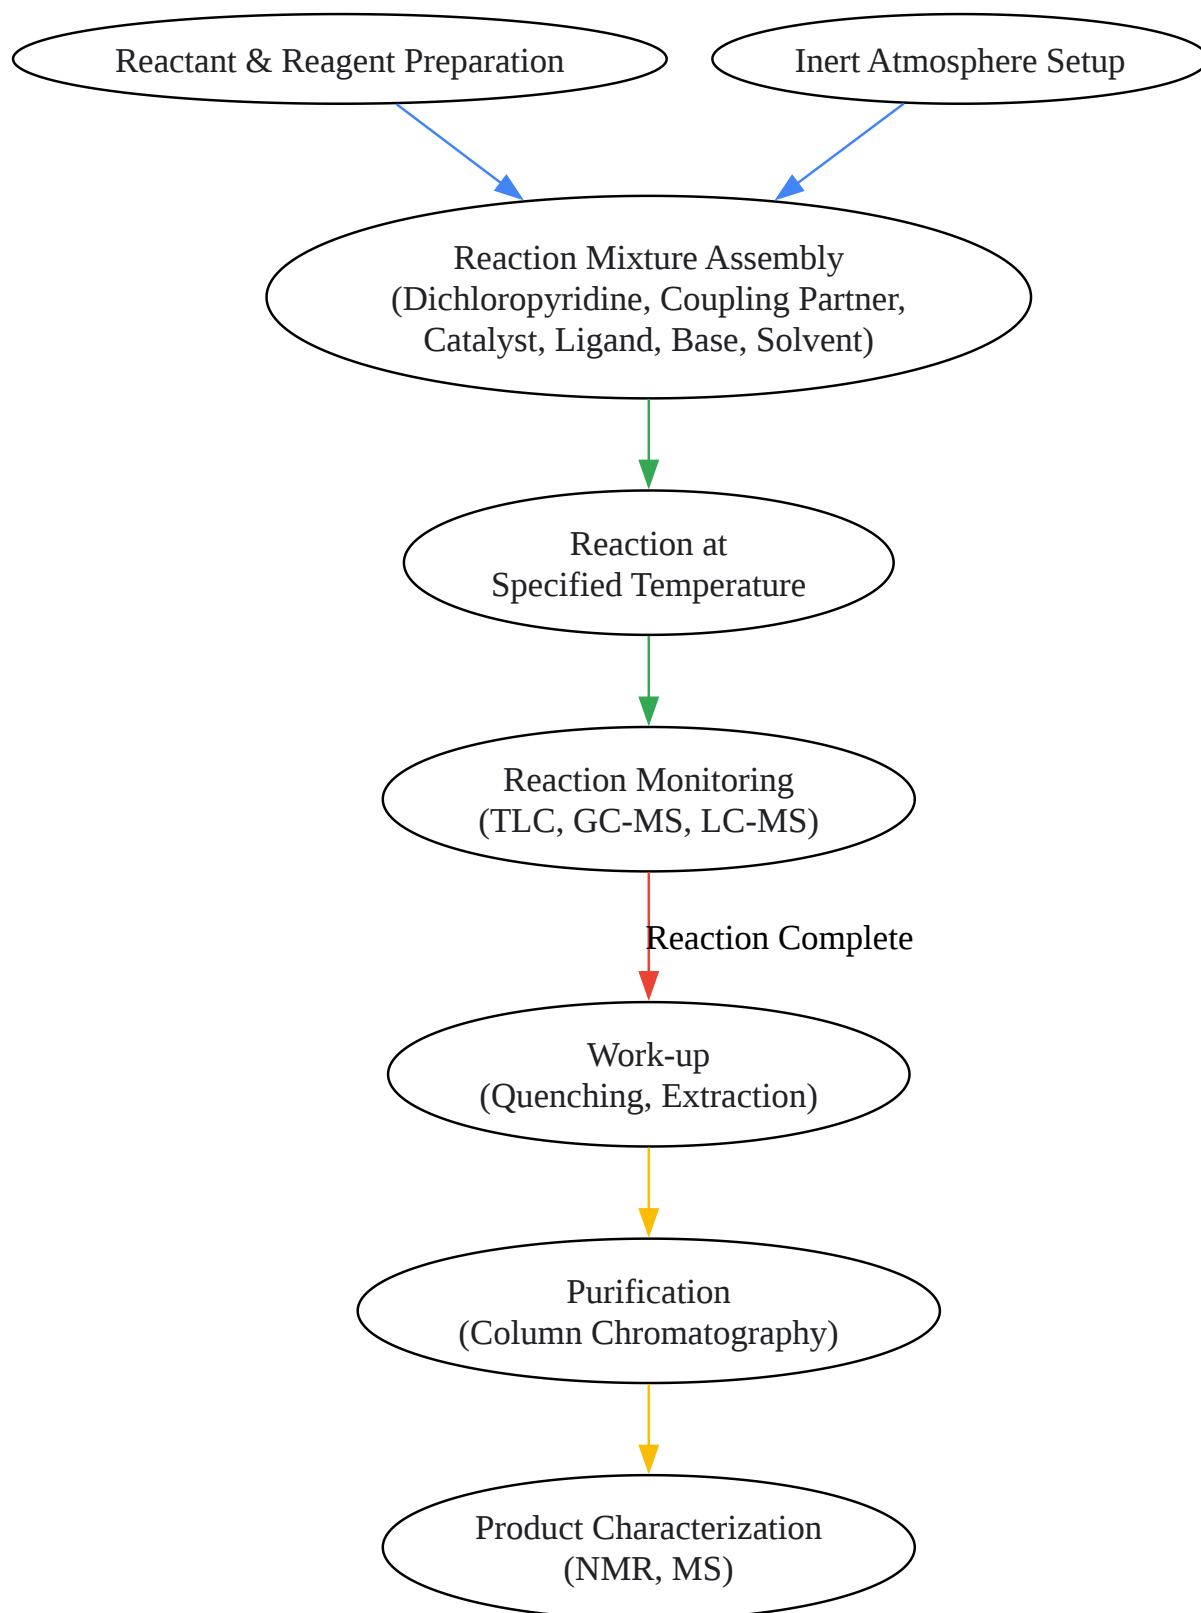 Reactant & Reagent Preparation
Inert Atmosphere Setup
Reaction Mixture Assembly
(Dichloropyridine, Coupling Partner,
Catalyst, Ligand, Base, Solvent)
Reaction at
Specified Temperature
Reaction Monitoring
(TLC, GC-MS, LC-MS)
Reaction Complete
Work-up
(Quenching, Extraction)
Purification
(Column Chromatography)
Product Characterization
(NMR, MS)